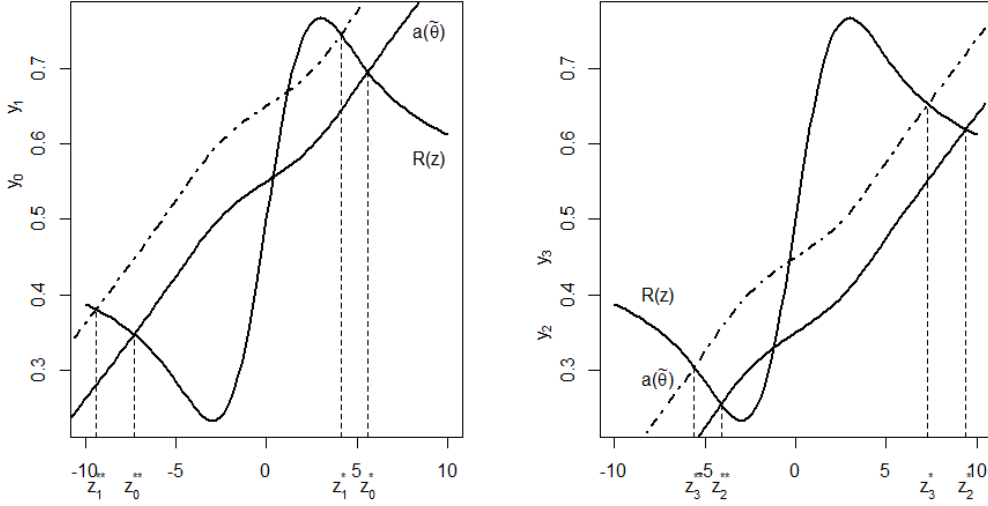 y₁
y₀
0.7
0.6
0.5
0.4
0.3
a(θ̃)
R(z)
-10 -5 0 5 10
z₁** z₀** z₁* z₀*
y₃
y₂
0.7
0.6
0.5
0.4
0.3
R(z)
a(θ̃)
-10 -5 0 5 10
z₃** z₂** z₃* z₂*